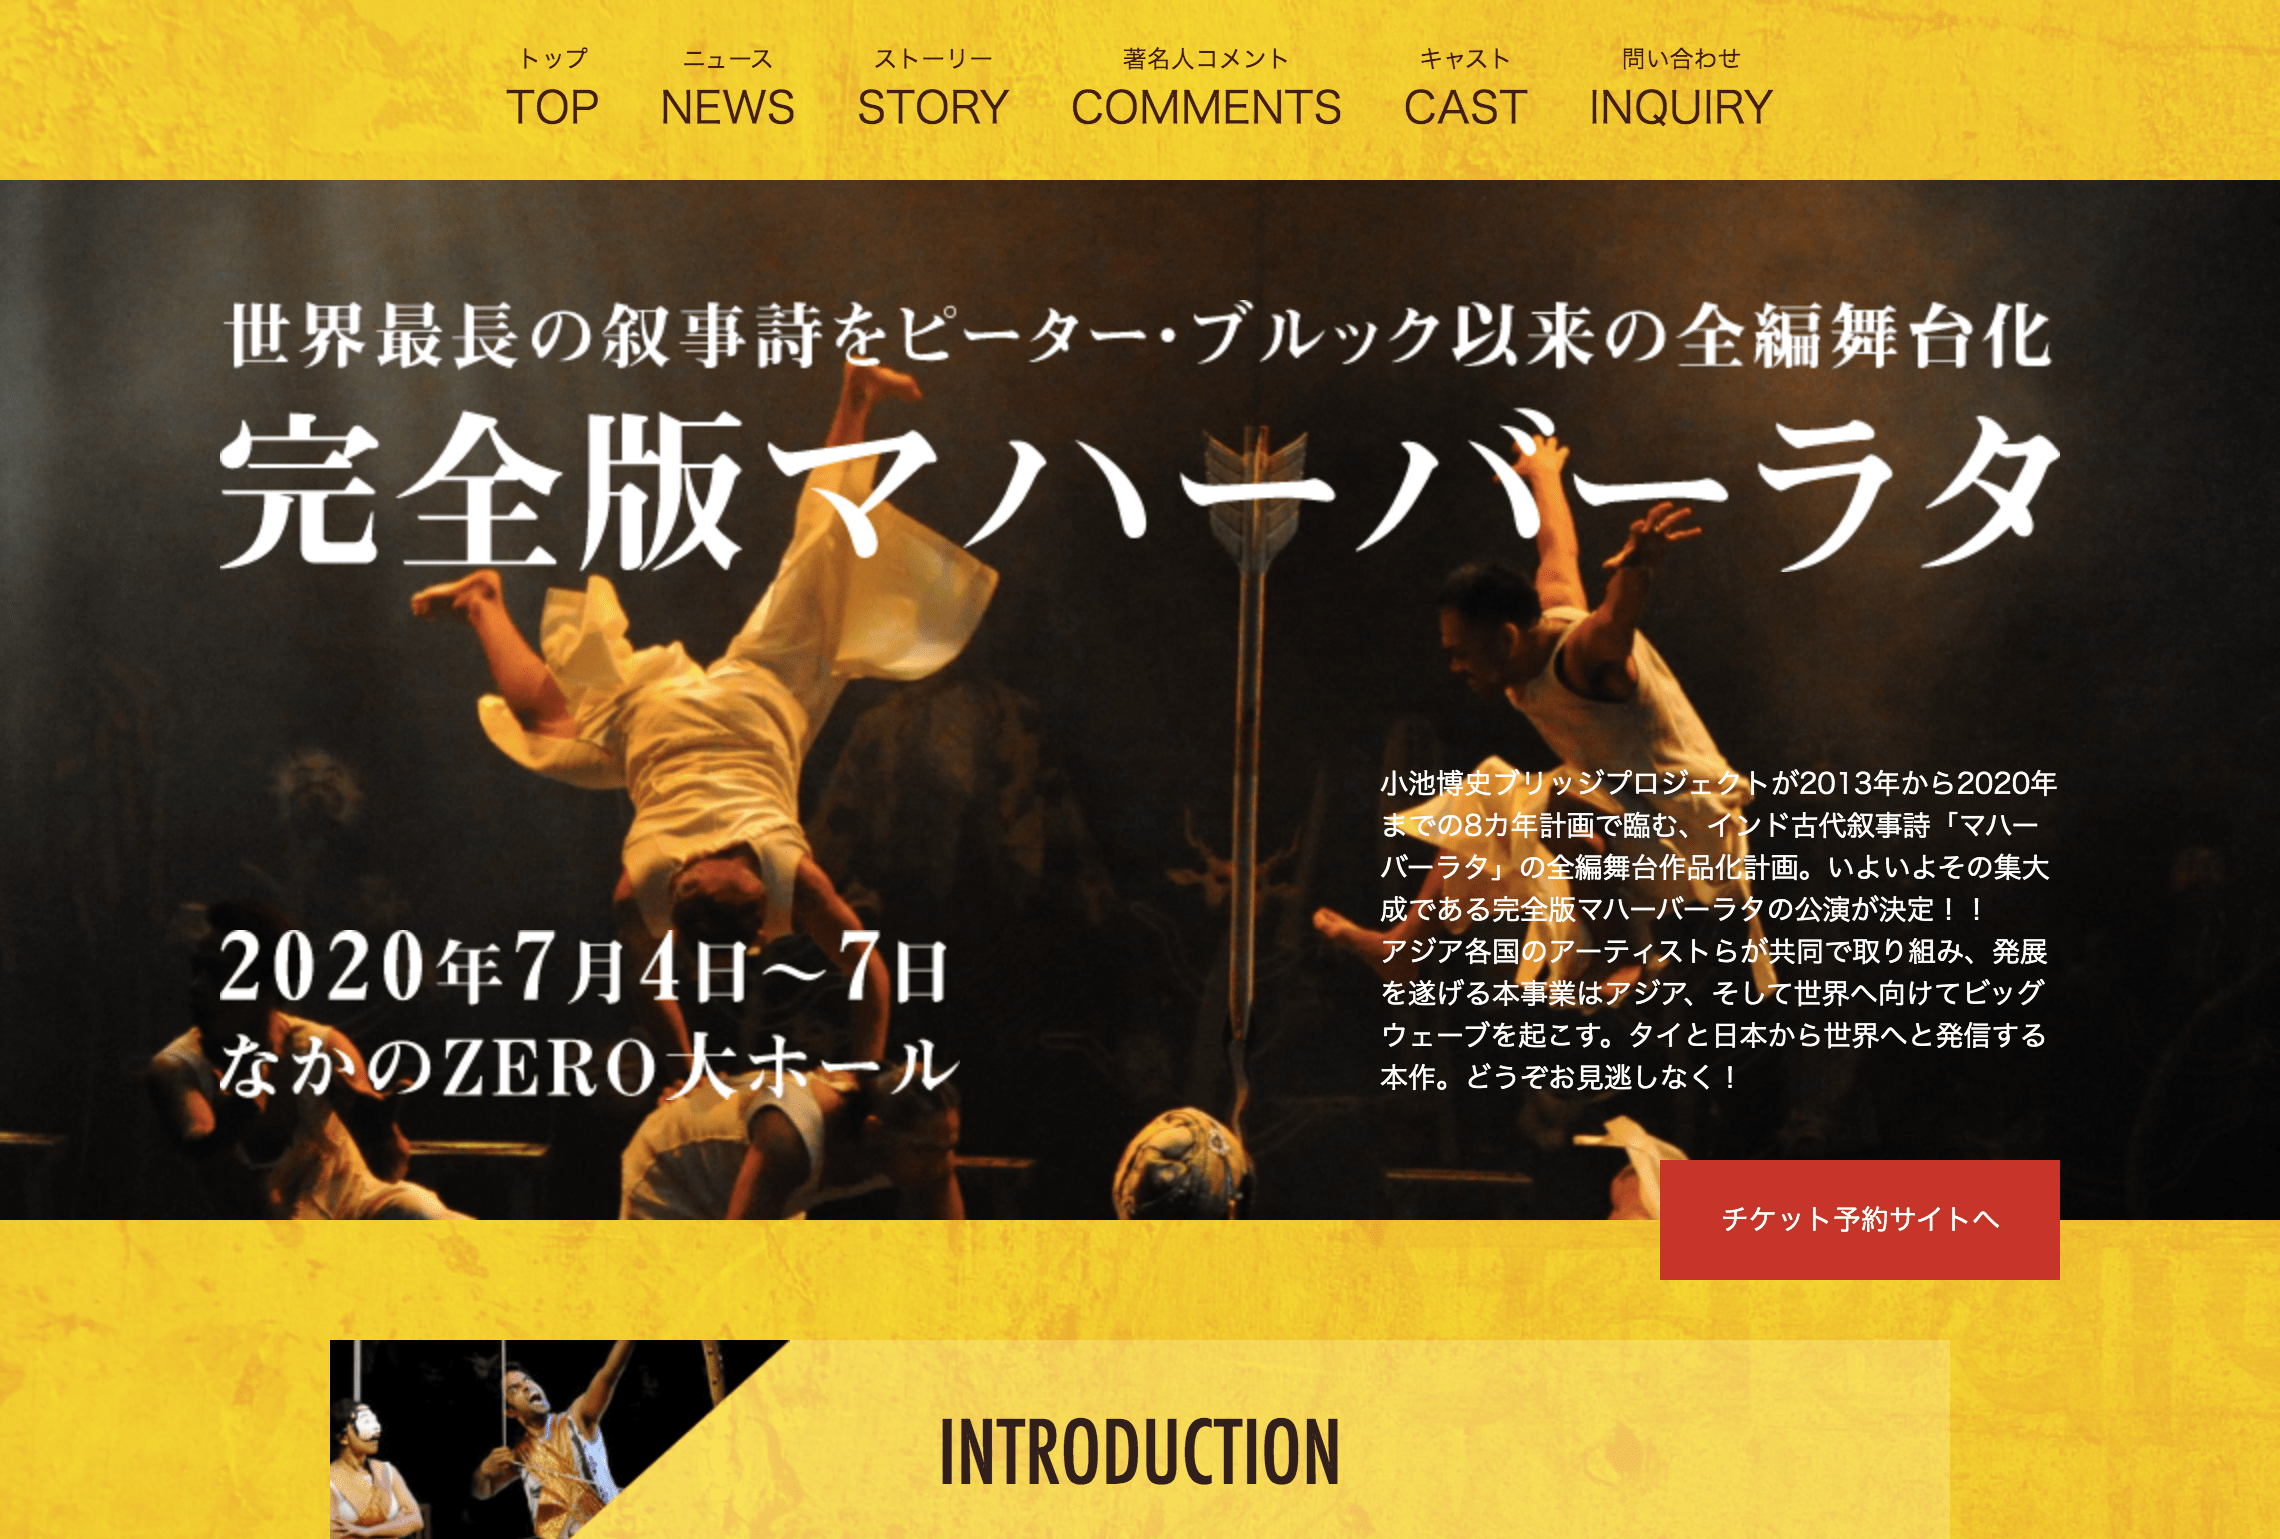 トップ
TOP
ニュース
NEWS
ストーリー
STORY
著名人コメント
COMMENTS
キャスト
CAST
問い合わせ
INQUIRY
世界最長の叙事詩をピーター・ブルック以来の全編舞台化
完全版マハーバーラタ
2020年7月4日〜7日
なかのZERO大ホール
小池博史ブリッジプロジェクトが2013年から2020年
までの8カ年計画で臨む、インド古代叙事詩「マハー
バーラタ」の全編舞台作品化計画。いよいよその集大
成である完全版マハーバーラタの公演が決定！！
アジア各国のアーティストらが共同で取り組み、発展
を遂げる本事業はアジア、そして世界へ向けてビッグ
ウェーブを起こす。タイと日本から世界へと発信する
本作。どうぞお見逃しなく！
チケット予約サイトへ
INTRODUCTION